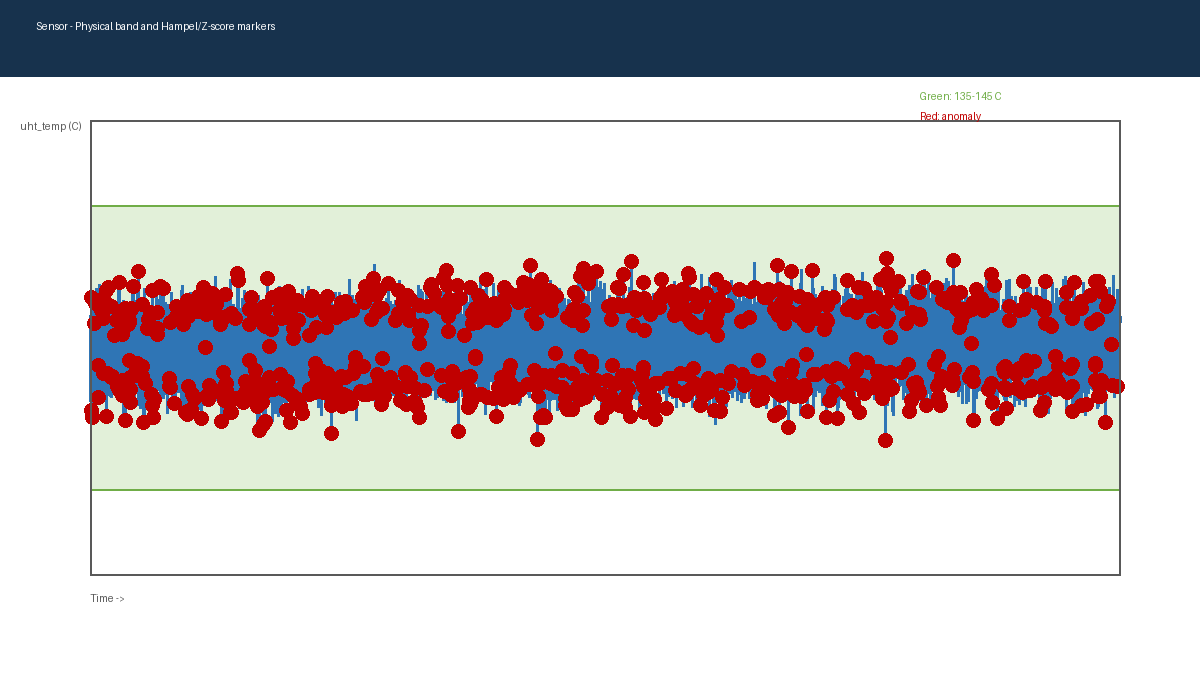 Sensor - Physical band and Hampel/Z-score markers
Green: 135-145 C
Red: anomaly
uht_temp (C)
Time ->